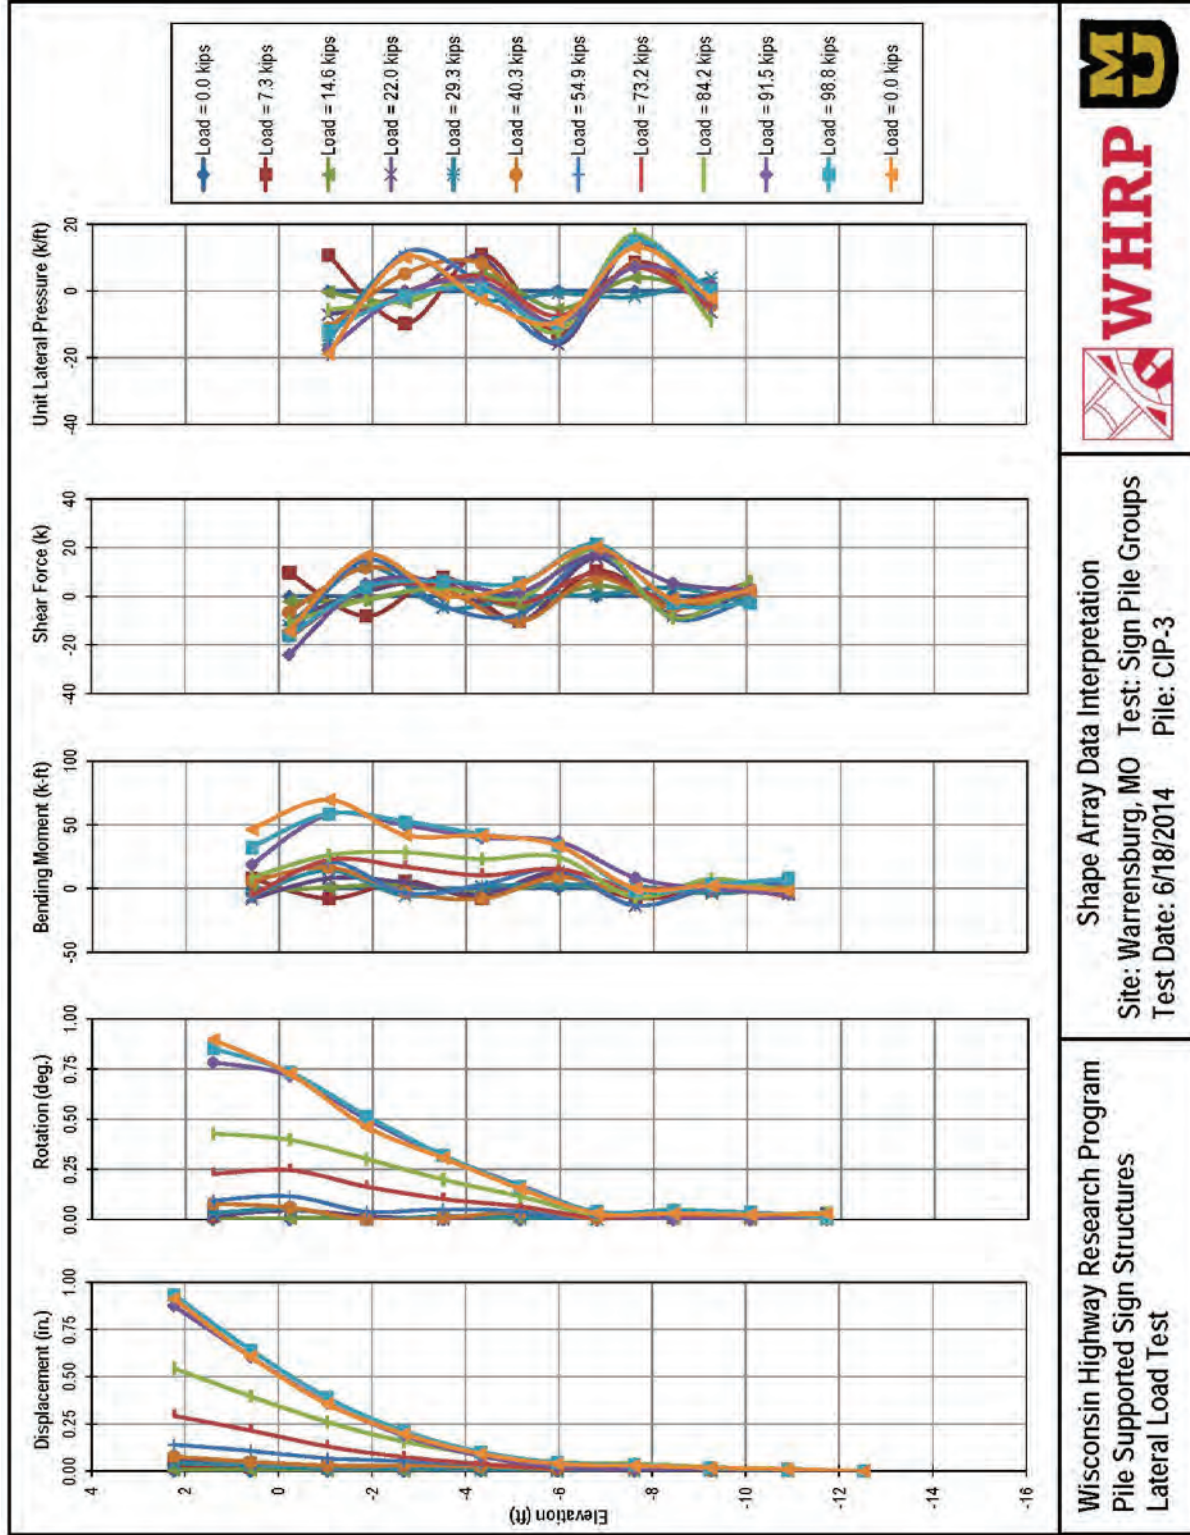 Displacement (in.)
0.00 0.25 0.50 0.75 1.00
Rotation (deg.)
0.00 0.25 0.50 0.75 1.00
Bending Moment (k-ft)
-50 0 50 100
Shear Force (k)
-40 -20 0 20 40
Unit Lateral Pressure (k/ft)
-40 -20 0 20
Elevation (ft)
4
2
0
-2
-4
-6
-8
-10
-12
-14
-16
Load = 0.0 kips
Load = 7.3 kips
Load = 14.6 kips
Load = 22.0 kips
Load = 29.3 kips
Load = 40.3 kips
Load = 54.9 kips
Load = 73.2 kips
Load = 84.2 kips
Load = 91.5 kips
Load = 98.8 kips
Load = 0.0 kips
Wisconsin Highway Research Program
Pile Supported Sign Structures
Lateral Load Test
Shape Array Data Interpretation
Site: Warrensburg, MO Test: Sign Pile Groups
Test Date: 6/18/2014 Pile: CIP-3
WHRP
MU